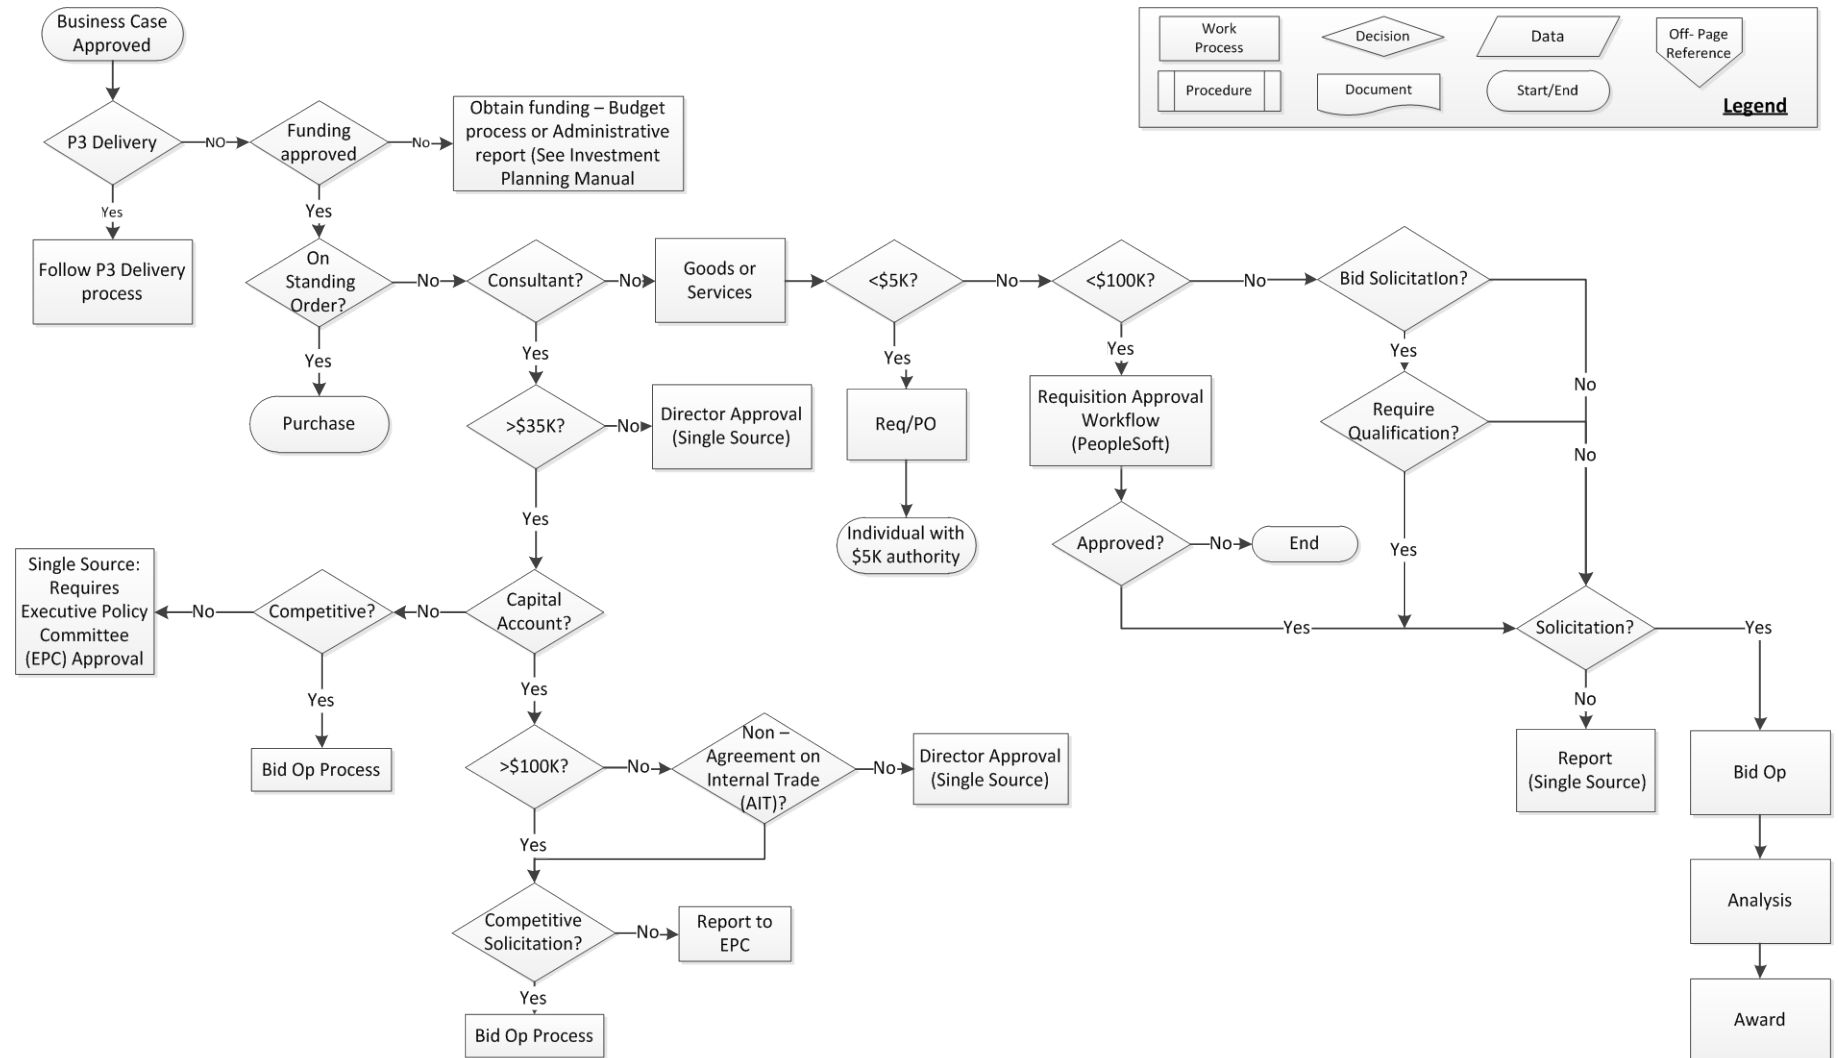 Business Case
Approved
Work
Process
Decision
Data
Off- Page
Reference
Procedure
Document
Start/End
Legend
P3 Delivery
NO
Funding
approved
No
Obtain funding – Budget
process or Administrative
report (See Investment
Planning Manual
Yes
Yes
Follow P3 Delivery
process
On
Standing
Order?
No
Consultant?
No
Goods or
Services
<$5K?
No
<$100K?
No
Bid Solicitation?
No
Yes
Purchase
Yes
>$35K?
No
Director Approval
(Single Source)
Yes
Req/PO
Individual with
$5K authority
Yes
Requisition Approval
Workflow
(PeopleSoft)
Approved?
No
End
Yes
Yes
Require
Qualification?
No
Yes
Solicitation?
Yes
No
Report
(Single Source)
Bid Op
Analysis
Award
Yes
Capital
Account?
No
Competitive?
No
Single Source:
Requires
Executive Policy
Committee
(EPC) Approval
Yes
Bid Op Process
Yes
>$100K?
No
Non –
Agreement on
Internal Trade
(AIT)?
No
Director Approval
(Single Source)
Yes
Competitive
Solicitation?
No
Report to
EPC
Yes
Bid Op Process